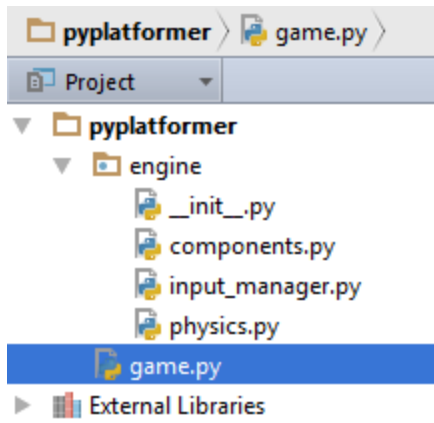 pyplatformer game.py
Project
pyplatformer
engine
__init__.py
components.py
input_manager.py
physics.py
game.py
External Libraries